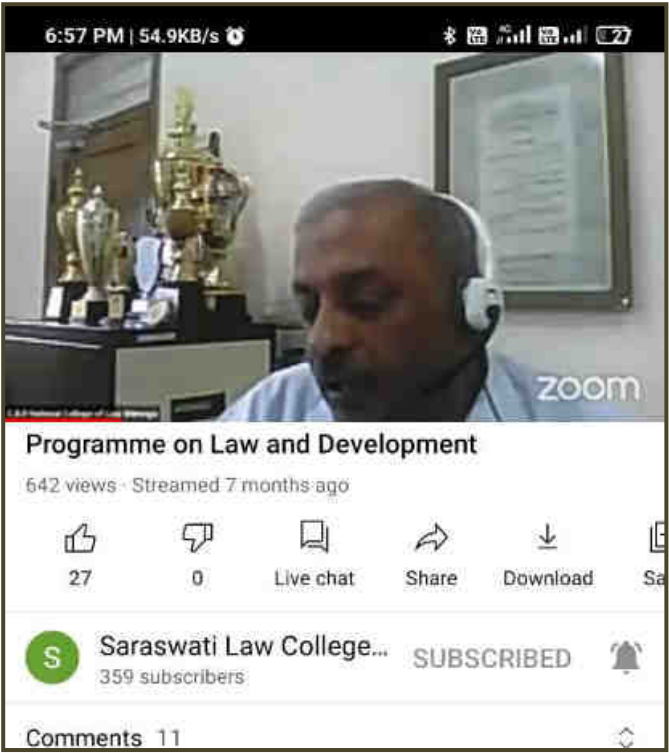 6:57 PM | 54.9KB/s 27
zoom
Programme on Law and Development
642 views · Streamed 7 months ago
27 0 Live chat Share Download Sa
Saraswati Law College... SUBSCRIBED
S
359 subscribers
Comments 11